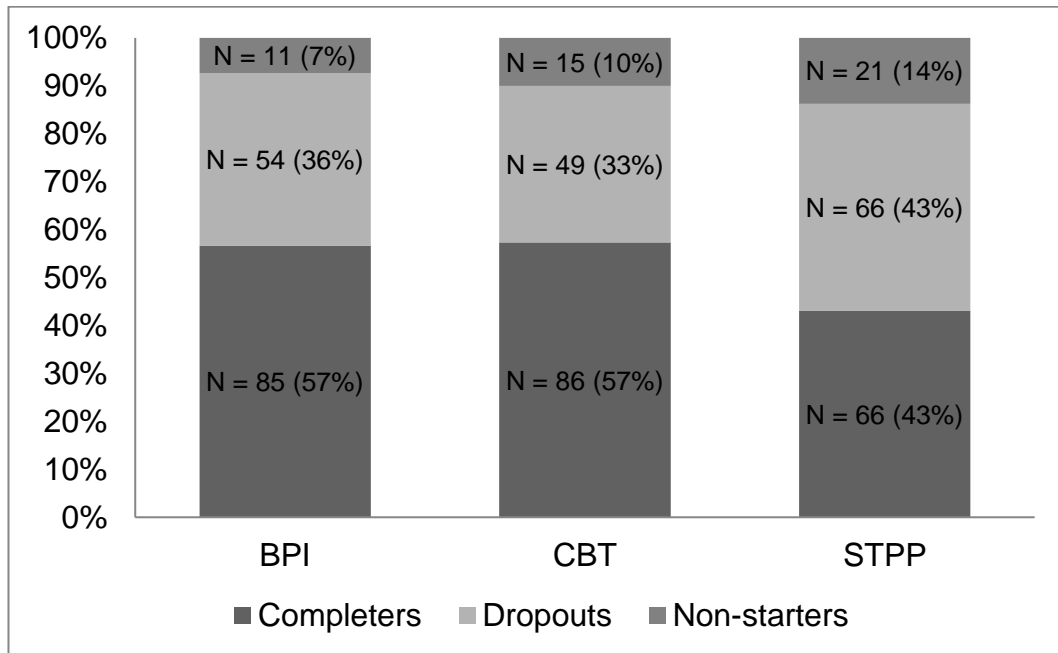 100%
90%
80%
70%
60%
50%
40%
30%
20%
10%
0%
N = 11 (7%)
N = 54 (36%)
N = 85 (57%)
N = 15 (10%)
N = 49 (33%)
N = 86 (57%)
N = 21 (14%)
N = 66 (43%)
N = 66 (43%)
BPI CBT STPP
Completers Dropouts Non-starters